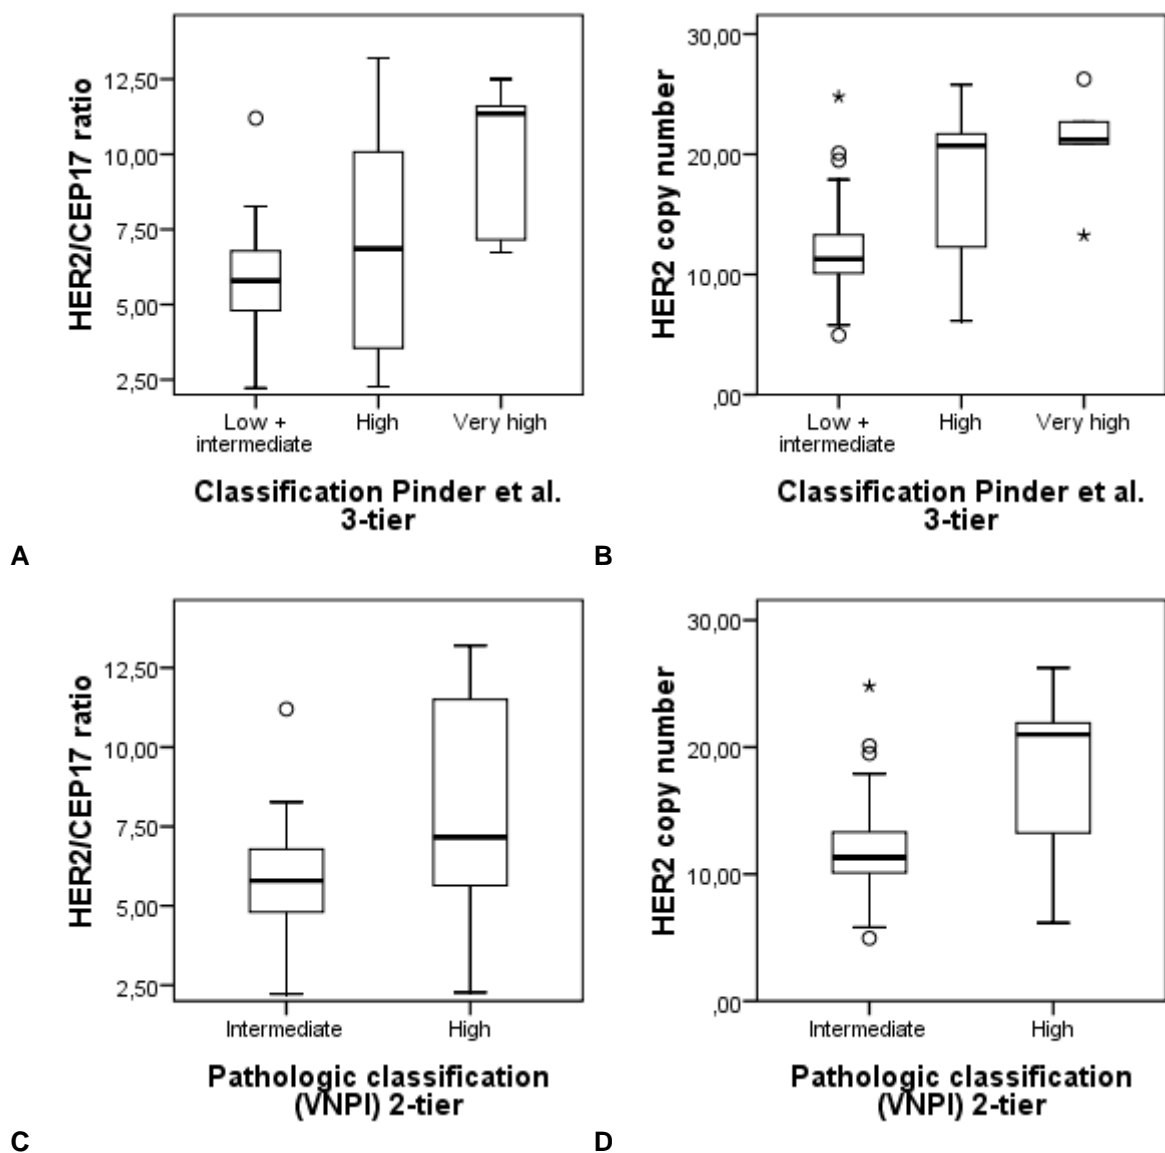 HER2/CEP17 ratio
12,50
10,00
7,50
5,00
2,50
Low +
intermediate
High
Very high
Classification Pinder et al.
3-tier
A
HER2 copy number
30,00
20,00
10,00
,00
Low +
intermediate
High
Very high
Classification Pinder et al.
3-tier
B
HER2/CEP17 ratio
12,50
10,00
7,50
5,00
2,50
Intermediate
High
Pathologic classification
(VNPI) 2-tier
C
HER2 copy number
30,00
20,00
10,00
,00
Intermediate
High
Pathologic classification
(VNPI) 2-tier
D